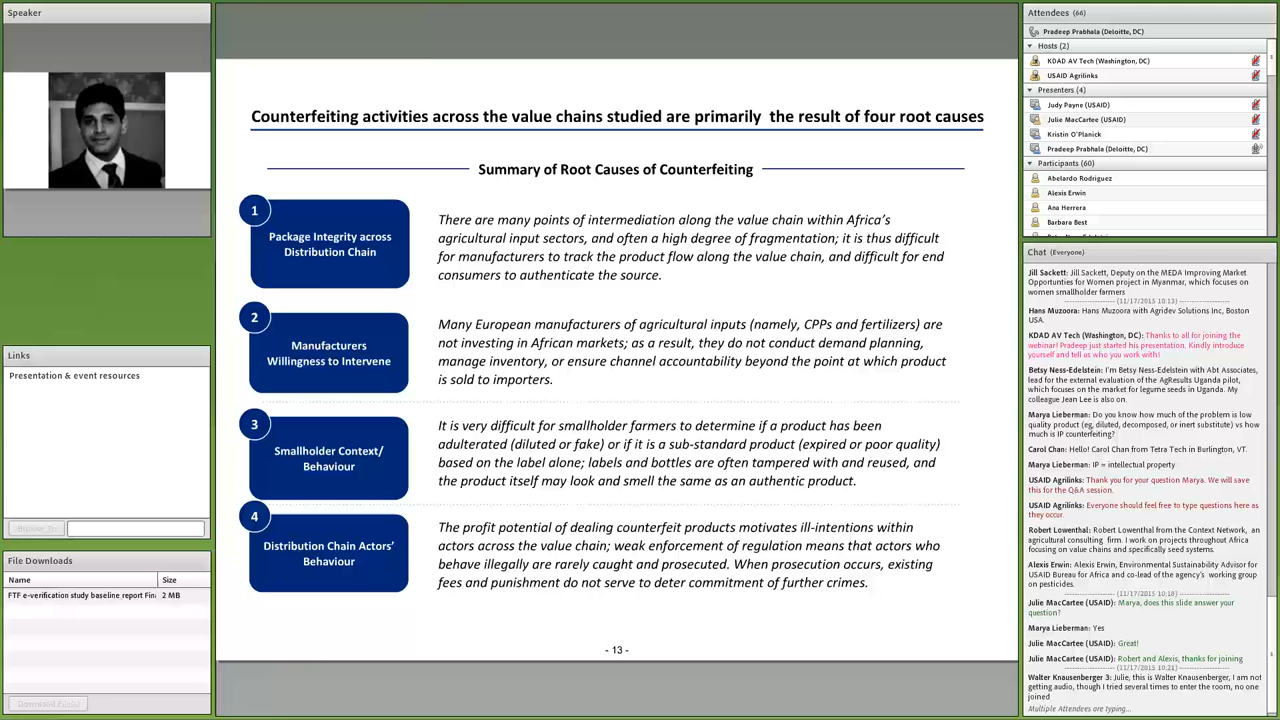 Speaker
Links
Presentation & event resources
Browse To
File Downloads
Name Size
FTF e-verification study baseline report Fin 2 MB
Download File(s)
Counterfeiting activities across the value chains studied are primarily the result of four root causes
Summary of Root Causes of Counterfeiting
1
Package Integrity across
Distribution Chain
There are many points of intermediation along the value chain within Africa's
agricultural input sectors, and often a high degree of fragmentation; it is thus difficult
for manufacturers to track the product flow along the value chain, and difficult for end
consumers to authenticate the source.
2
Manufacturers
Willingness to Intervene
Many European manufacturers of agricultural inputs (namely, CPPs and fertilizers) are
not investing in African markets; as a result, they do not conduct demand planning,
manage inventory, or ensure channel accountability beyond the point at which product
is sold to importers.
3
Smallholder Context/
Behaviour
It is very difficult for smallholder farmers to determine if a product has been
adulterated (diluted or fake) or if it is a sub-standard product (expired or poor quality)
based on the label alone; labels and bottles are often tampered with and reused, and
the product itself may look and smell the same as an authentic product.
4
Distribution Chain Actors'
Behaviour
The profit potential of dealing counterfeit products motivates ill-intentions within
actors across the value chain; weak enforcement of regulation means that actors who
behave illegally are rarely caught and prosecuted. When prosecution occurs, existing
fees and punishment do not serve to deter commitment of further crimes.
- 13 -
Attendees (66)
Pradeep Prabhala (Deloitte, DC)
Hosts (2)
KDAD AV Tech (Washington, DC)
USAID Agrilinks
Presenters (4)
Judy Payne (USAID)
Julie MacCartee (USAID)
Kristin O'Planick
Pradeep Prabhala (Deloitte, DC)
Participants (60)
Abelardo Rodriguez
Alexis Erwin
Ana Herrera
Barbara Best
Chat (Everyone)
Jill Sackett: Jill Sackett, Deputy on the MEDA Improving Market
Opportunities for Women project in Myanmar, which focuses on
women smallholder farmers
(11/17/2015 10:13)
Hans Muzoora: Hans Muzoora with Agridev Solutions Inc, Boston
USA.
KDAD AV Tech (Washington, DC): Thanks to all for joining the
webinar! Pradeep just started his presentation. Kindly introduce
yourself and tell us who you work with!
Betsy Ness-Edelstein: I'm Betsy Ness-Edelstein with Abt Associates,
lead for the external evaluation of the AgResults Uganda pilot,
which focuses on the market for legume seeds in Uganda. My
colleague Jean Lee is also on.
Marya Lieberman: Do you know how much of the problem is low
quality product (eg, diluted, decomposed, or inert substitute) vs how
much is IP counterfeiting?
Carol Chan: Hello! Carol Chan from Tetra Tech in Burlington, VT.
Marya Lieberman: IP = intellectual property
USAID Agrilinks: Thank you for your question Marya. We will save
this for the Q&A session.
USAID Agrilinks: Everyone should feel free to type questions here as
they occur.
Robert Lowenthal: Robert Lowenthal from the Context Network, an
agricultural consulting firm. I work on projects throughout Africa
focusing on value chains and specifically seed systems.
Alexis Erwin: Alexis Erwin, Environmental Sustainability Advisor for
USAID Bureau for Africa and co-lead of the agency's working group
on pesticides.
(11/17/2015 10:18)
Julie MacCartee (USAID): Marya, does this slide answer your
question?
Marya Lieberman: Yes
Julie MacCartee (USAID): Great!
Julie MacCartee (USAID): Robert and Alexis, thanks for joining
(11/17/2015 10:21)
Walter Knausenberger 3: Julie, this is Walter Knausenberger, I am not
getting audio, though I tried several times to enter the room, no one
joined
Multiple Attendees are typing...